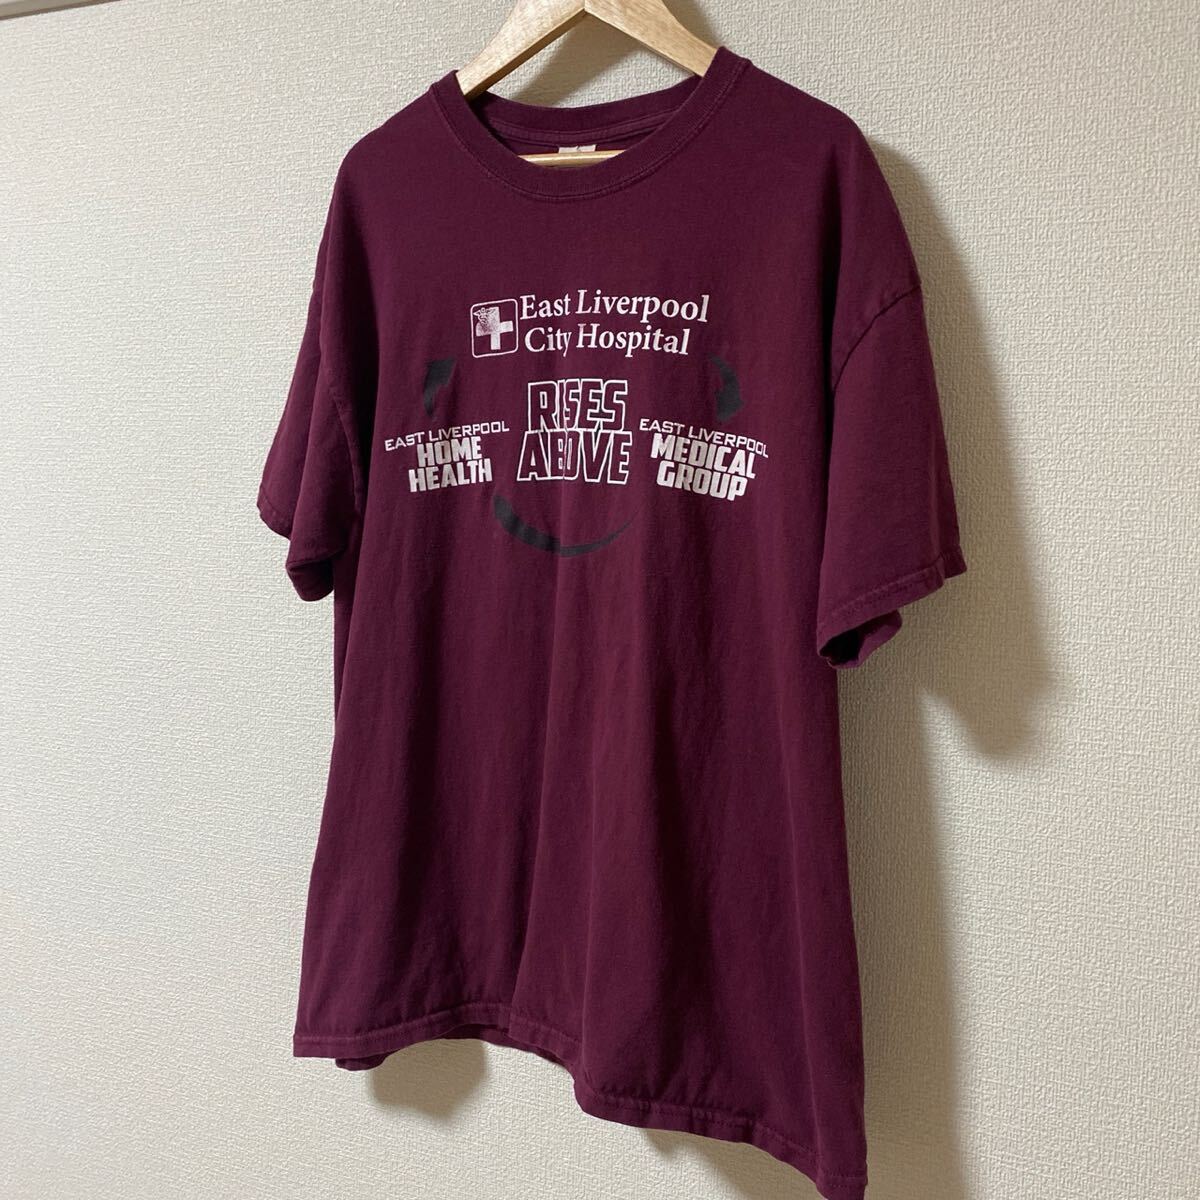 East Liverpool
City Hospital
RISES
ABOVE
EAST LIVERPOOL
HOME
HEALTH
EAST LIVERPOOL
MEDICAL
GROUP